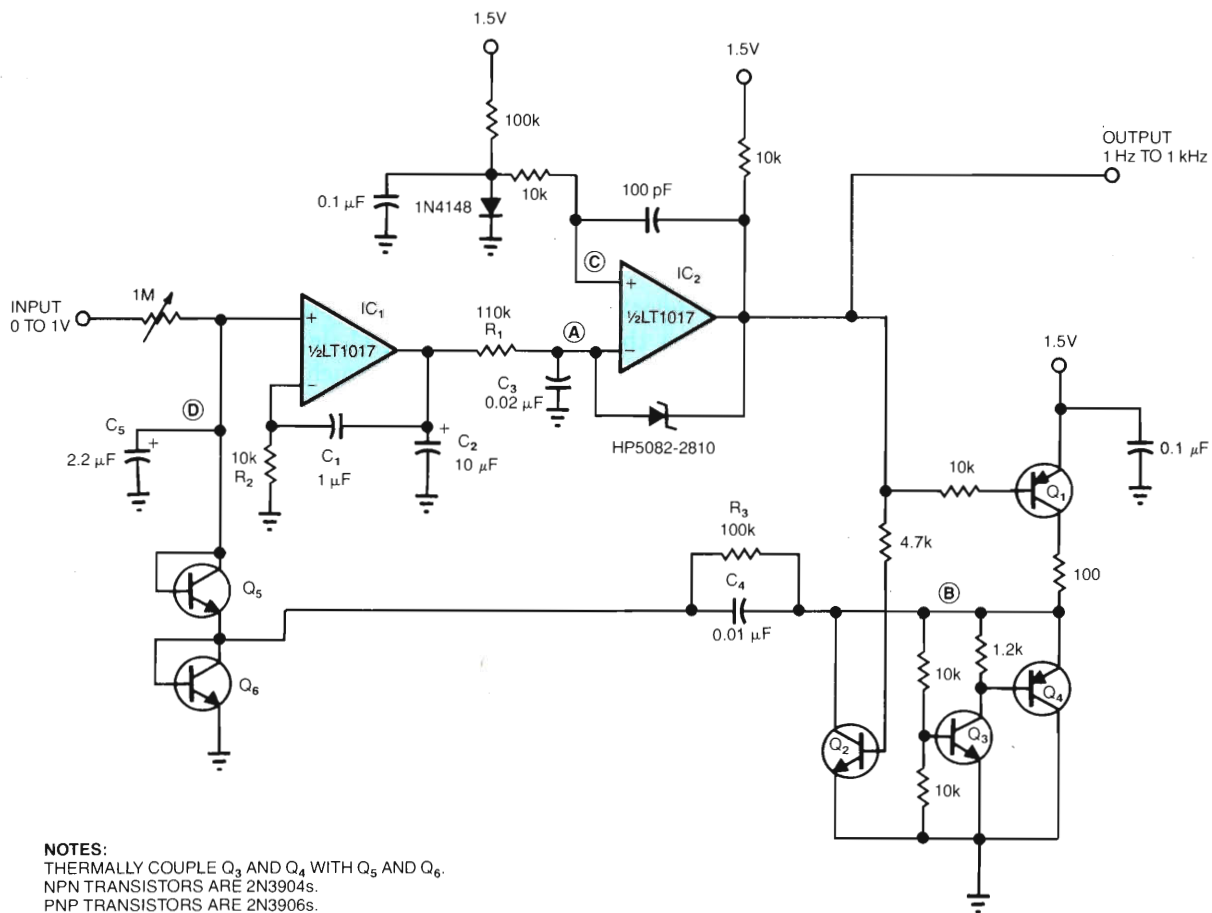 1.5V
1.5V
100k
10k
OUTPUT
1 Hz TO 1 kHz
0.1 µF
1N4148
10k
100 pF
C
IC2
INPUT
0 TO 1V
1M
IC1
½LT1017
+
−
110k
R1
A
+
−
½LT1017
C3
0.02 µF
HP5082-2810
1.5V
0.1 µF
D
C5
+
2.2 µF
10k
R2
C1
1 µF
+
C2
10 µF
10k
Q1
R3
100k
4.7k
100
C4
0.01 µF
B
Q5
Q6
1.2k
10k
Q4
Q3
Q2
10k
NOTES:
THERMALLY COUPLE Q3 AND Q4 WITH Q5 AND Q6.
NPN TRANSISTORS ARE 2N3904s.
PNP TRANSISTORS ARE 2N3906s.